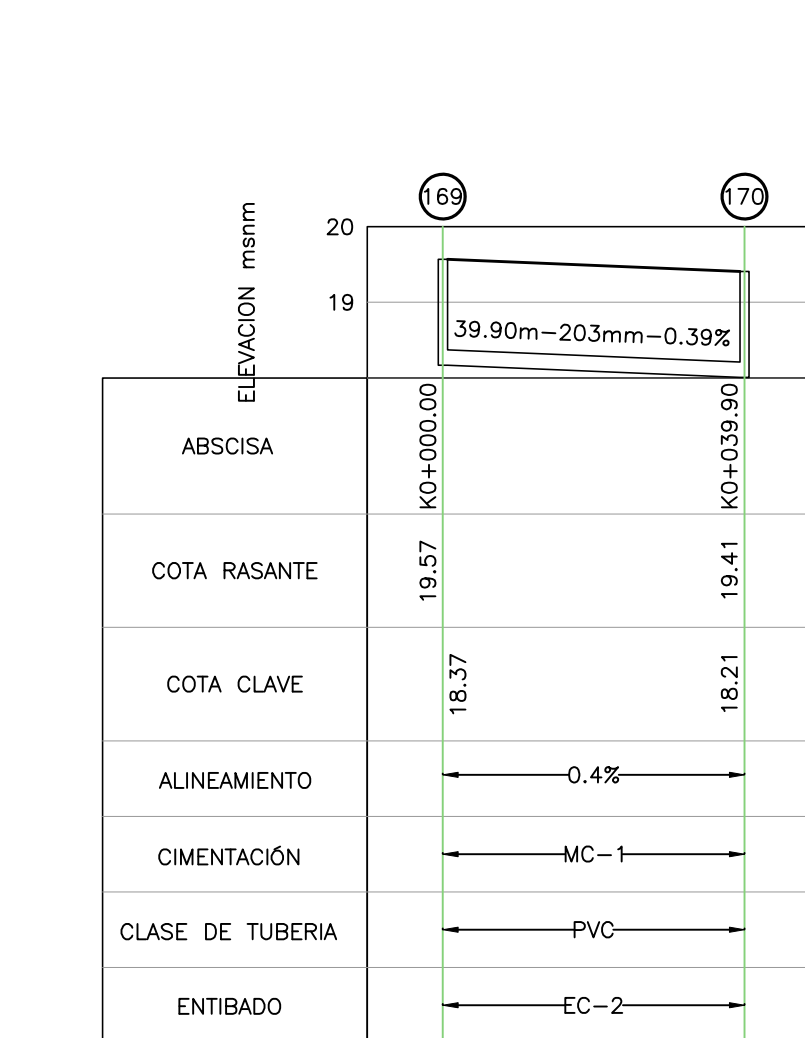 169 170
ELEVACION msnm
20
19
39.90m-203mm-0.39%
ABSCISA K0+000.00 K0+039.90
COTA RASANTE 19.57 19.41
COTA CLAVE 18.37 18.21
ALINEAMIENTO 0.4%
CIMENTACIÓN MC-1
CLASE DE TUBERIA PVC
ENTIBADO EC-2